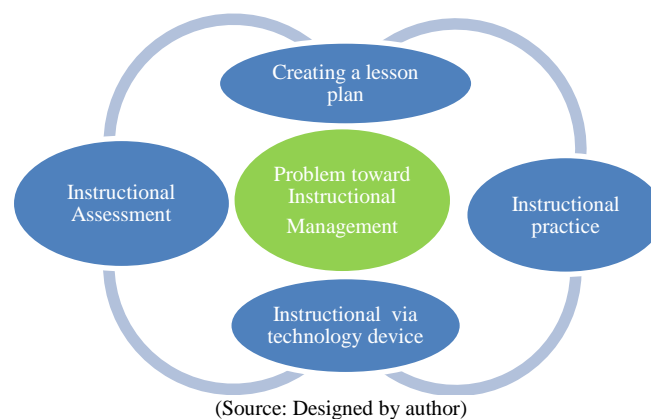 Creating a lesson
plan
Instructional
Assessment
Problem toward
Instructional
Management
Instructional
practice
Instructional via
technology device
(Source: Designed by author)